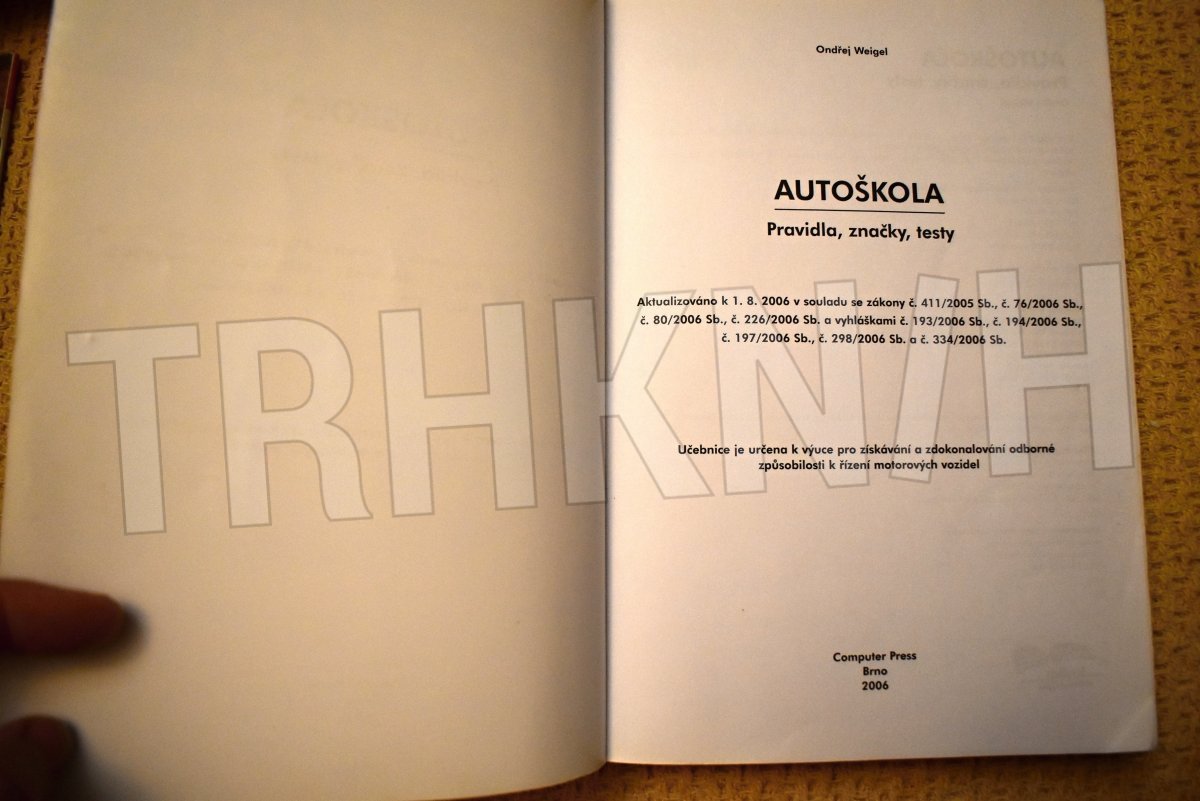 Ondřej Weigel
AUTOŠKOLA
Pravidla, značky, testy
Aktualizováno k 1. 8. 2006 v souladu se zákony č. 411/2005 Sb., č. 76/2006 Sb.,
č. 80/2006 Sb., č. 226/2006 Sb. a vyhláškami č. 193/2006 Sb., č. 194/2006 Sb.,
č. 197/2006 Sb., č. 298/2006 Sb. a č. 334/2006 Sb.
TRHKNIH
Učebnice je určena k výuce pro získávání a zdokonalování odborné
způsobilosti k řízení motorových vozidel
Computer Press
Brno
2006